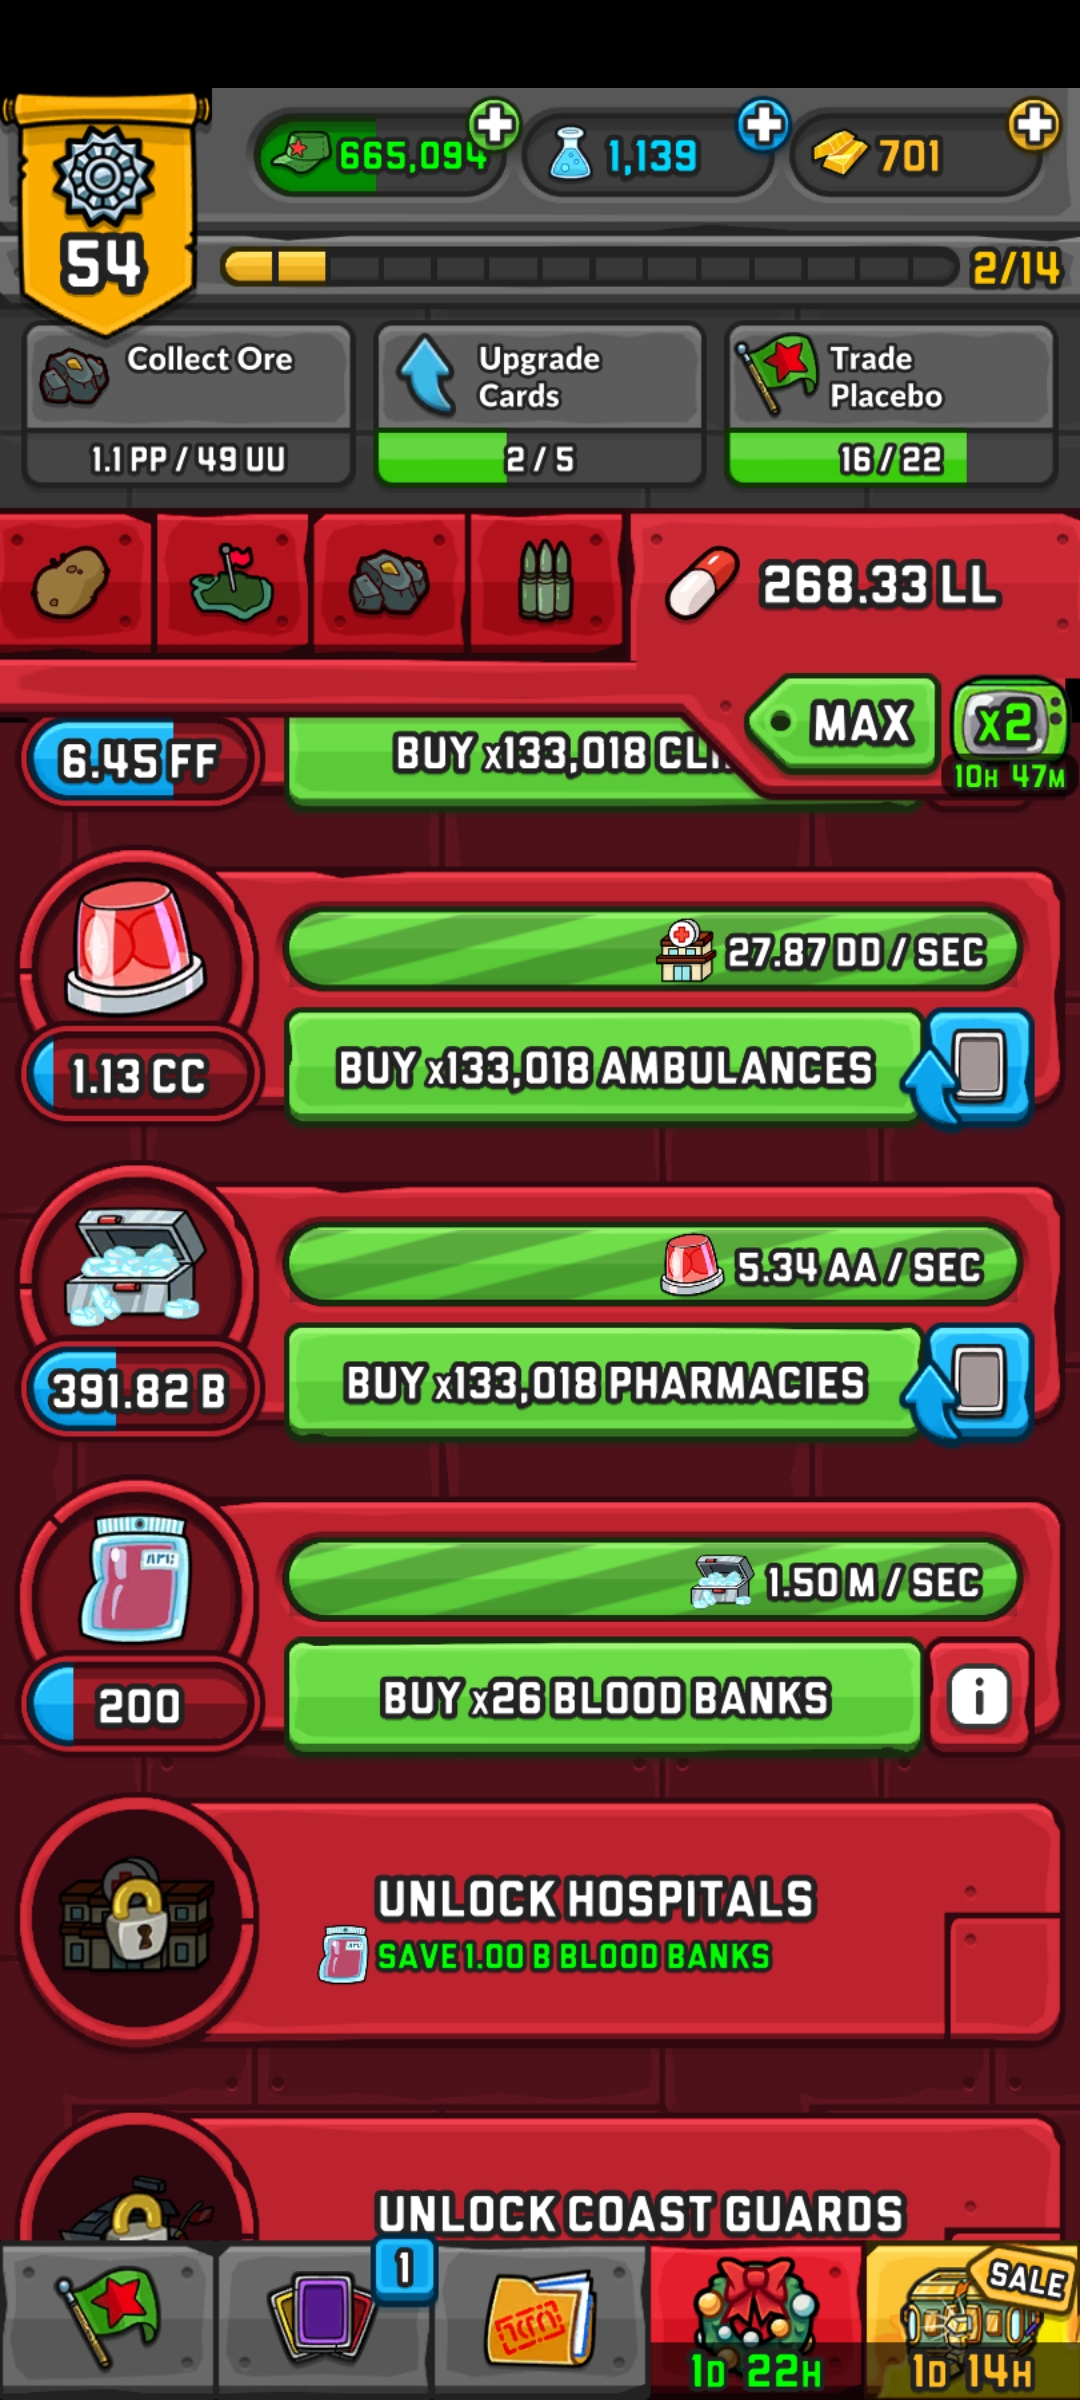 665,094
1,139
701
54
2/14
Collect Ore
1.1 PP / 49 UU
Upgrade
Cards
2 / 5
Trade
Placebo
16 / 22
268.33 LL
MAX
x2
10H 47M
6.45 FF
BUY x133,018 CLI
27.87 DD / SEC
1.13 CC
BUY x133,018 AMBULANCES
5.34 AA / SEC
391.82 B
BUY x133,018 PHARMACIES
1.50 M / SEC
200
BUY x26 BLOOD BANKS
i
UNLOCK HOSPITALS
SAVE 1.00 B BLOOD BANKS
UNLOCK COAST GUARDS
1
SALE
1D 22H
1D 14H